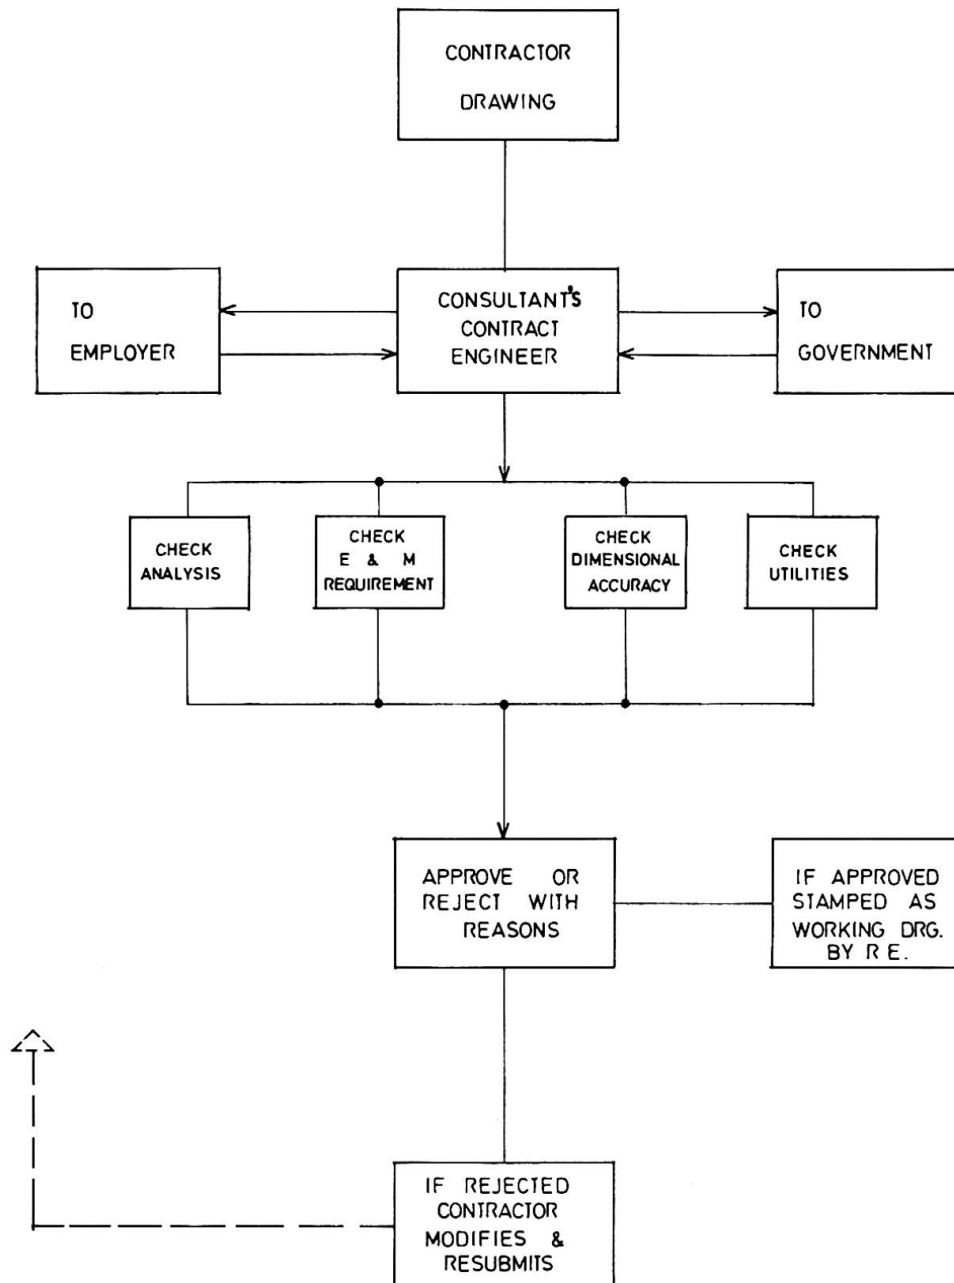 CONTRACTOR
DRAWING
TO
EMPLOYER
CONSULTANT'S
CONTRACT
ENGINEER
TO
GOVERNMENT
CHECK
ANALYSIS
CHECK
E & M
REQUIREMENT
CHECK
DIMENSIONAL
ACCURACY
CHECK
UTILITIES
APPROVE OR
REJECT WITH
REASONS
IF APPROVED
STAMPED AS
WORKING DRG.
BY R E.
IF REJECTED
CONTRACTOR
MODIFIES &
RESUBMITS